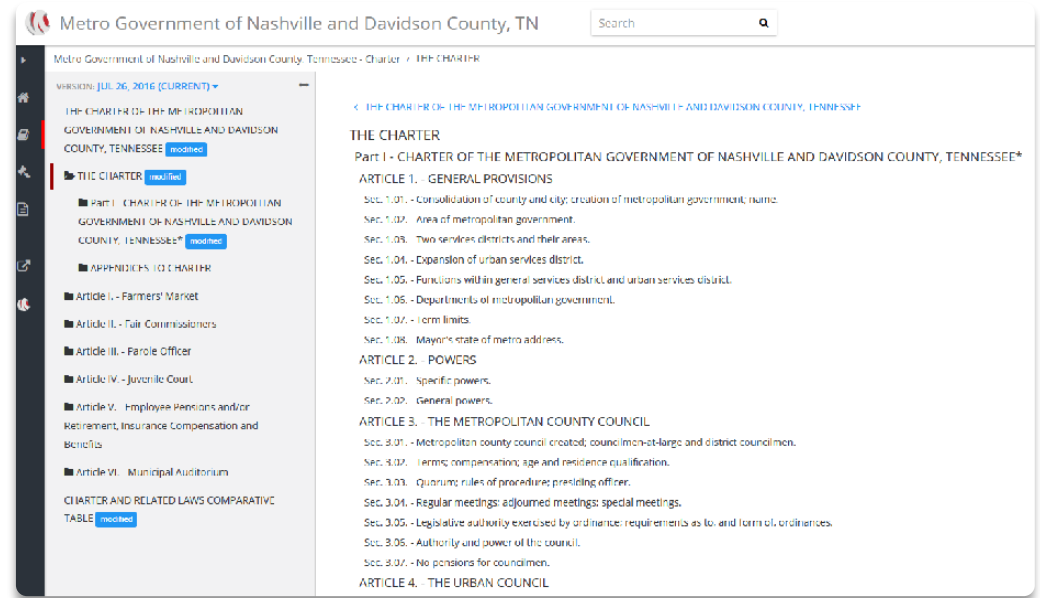 Metro Government of Nashville and Davidson County, TN
Search
Metro Government of Nashville and Davidson County, Tennessee - Charter / THE CHARTER
VERSION: JUL 26, 2016 (CURRENT)
THE CHARTER OF THE METROPOLITAN
GOVERNMENT OF NASHVILLE AND DAVIDSON
COUNTY, TENNESSEE modified
THE CHARTER modified
Part I - CHARTER OF THE METROPOLITAN
GOVERNMENT OF NASHVILLE AND DAVIDSON
COUNTY, TENNESSEE* modified
APPENDICES TO CHARTER
Article I. - Farmers' Market
Article II. - Fair Commissioners
Article III. - Parole Officer
Article IV. - Juvenile Court
Article V. - Employee Pensions and/or
Retirement, Insurance Compensation and
Benefits
Article VI. - Municipal Auditorium
CHARTER AND RELATED LAWS COMPARATIVE
TABLE modified
< THE CHARTER OF THE METROPOLITAN GOVERNMENT OF NASHVILLE AND DAVIDSON COUNTY, TENNESSEE
THE CHARTER
Part I - CHARTER OF THE METROPOLITAN GOVERNMENT OF NASHVILLE AND DAVIDSON COUNTY, TENNESSEE*
ARTICLE 1. - GENERAL PROVISIONS
Sec. 1.01. - Consolidation of county and city; creation of metropolitan government; name.
Sec. 1.02. - Area of metropolitan government.
Sec. 1.03. - Two services districts and their areas.
Sec. 1.04. - Expansion of urban services district.
Sec. 1.05. - Functions within general services district and urban services district.
Sec. 1.06. - Departments of metropolitan government.
Sec. 1.07. - Term limits.
Sec. 1.08. - Mayor's state of metro address.
ARTICLE 2. - POWERS
Sec. 2.01. - Specific powers.
Sec. 2.02. - General powers.
ARTICLE 3. - THE METROPOLITAN COUNTY COUNCIL
Sec. 3.01. - Metropolitan county council created; councilmen-at-large and district councilmen.
Sec. 3.02. - Terms; compensation; age and residence qualification.
Sec. 3.03. - Quorum; rules of procedure; presiding officer.
Sec. 3.04. - Regular meetings; adjourned meetings; special meetings.
Sec. 3.05. - Legislative authority exercised by ordinance; requirements as to, and form of, ordinances.
Sec. 3.06. - Authority and power of the council.
Sec. 3.07. - No pensions for councilmen.
ARTICLE 4. - THE URBAN COUNCIL